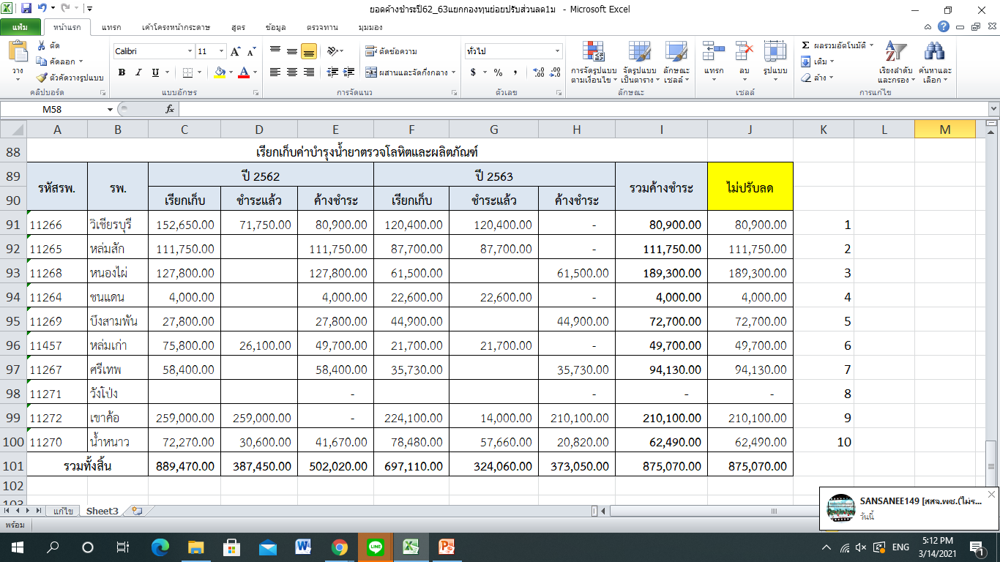 ยอดค้างชำระปี62_63แยกกองทุนย่อยปรับส่วนลด1ม - Microsoft Excel
แฟ้ม หน้าแรก แทรก เค้าโครงหน้ากระดาษ สูตร ข้อมูล ตรวจทาน มุมมอง
วาง ตัด คัดลอก ตัวคัดวางรูปแบบ คลิปบอร์ด
Calibri 11 B I U แบบอักษร
ตัดข้อความ ผสานและจัดกึ่งกลาง การจัดแนว
ทั่วไป $ % , ตัวเลข
การจัดรูปแบบตามเงื่อนไข จัดรูปแบบเป็นตาราง ลักษณะเซลล์ ลักษณะ
แทรก ลบ รูปแบบ เซลล์
Σ ผลรวมอัตโนมัติ เติม ล้าง เรียงลำดับและกรอง ค้นหาและเลือก การแก้ไข
M58 fx
A B C D E F G H I J K L M
88 เรียกเก็บค่าบำรุงน้ำยาตรวจโลหิตและผลิตภัณฑ์
89 รหัสรพ. รพ. ปี 2562 ปี 2563 รวมค้างชำระ ไม่ปรับลด
90 เรียกเก็บ ชำระแล้ว ค้างชำระ เรียกเก็บ ชำระแล้ว ค้างชำระ
91 11266 วิเชียรบุรี 152,650.00 71,750.00 80,900.00 120,400.00 120,400.00 - 80,900.00 80,900.00 1
92 11265 หล่มสัก 111,750.00 111,750.00 87,700.00 87,700.00 - 111,750.00 111,750.00 2
93 11268 หนองไผ่ 127,800.00 127,800.00 61,500.00 61,500.00 189,300.00 189,300.00 3
94 11264 ชนแดน 4,000.00 4,000.00 22,600.00 22,600.00 - 4,000.00 4,000.00 4
95 11269 บึงสามพัน 27,800.00 27,800.00 44,900.00 44,900.00 72,700.00 72,700.00 5
96 11457 หล่มเก่า 75,800.00 26,100.00 49,700.00 21,700.00 21,700.00 - 49,700.00 49,700.00 6
97 11267 ศรีเทพ 58,400.00 58,400.00 35,730.00 35,730.00 94,130.00 94,130.00 7
98 11271 วังโป่ง - - - - 8
99 11272 เขาค้อ 259,000.00 259,000.00 - 224,100.00 14,000.00 210,100.00 210,100.00 210,100.00 9
100 11270 น้ำหนาว 72,270.00 30,600.00 41,670.00 78,480.00 57,660.00 20,820.00 62,490.00 62,490.00 10
101 รวมทั้งสิ้น 889,470.00 387,450.00 502,020.00 697,110.00 324,060.00 373,050.00 875,070.00 875,070.00
102
103
แก้ไข Sheet3
พร้อม
SANSANEE149 [สสจ.พช.(ไม่ร...
วันนี้
ENG 5:12 PM
3/14/2021